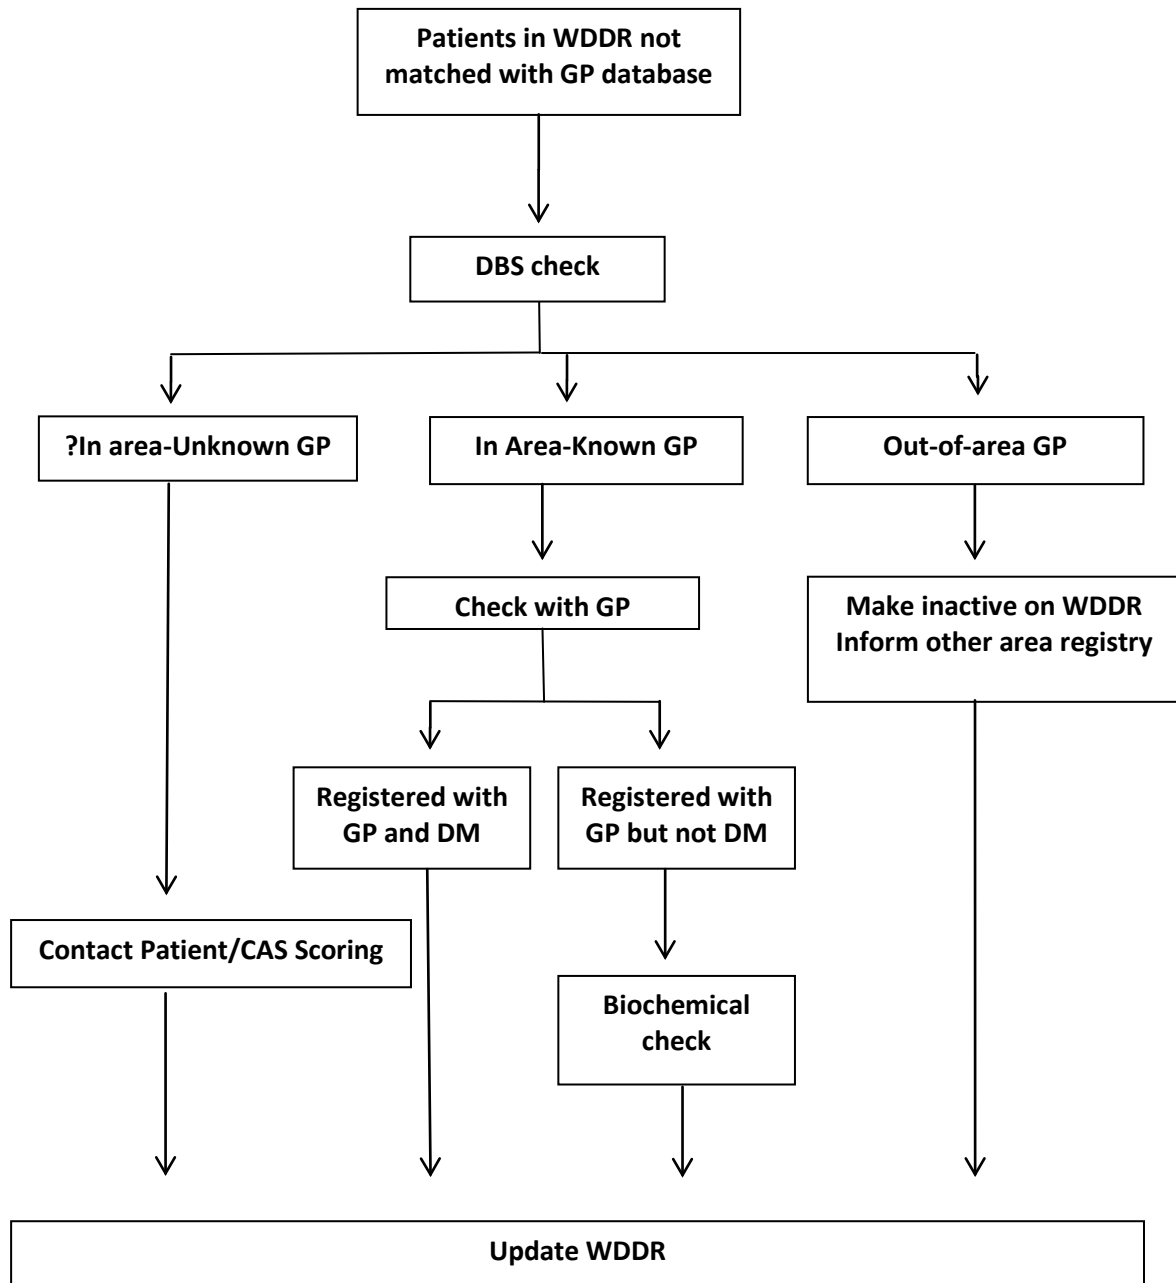 Patients in WDDR not
matched with GP database
DBS check
?In area-Unknown GP
In Area-Known GP
Out-of-area GP
Check with GP
Make inactive on WDDR
Inform other area registry
Registered with
GP and DM
Registered with
GP but not DM
Contact Patient/CAS Scoring
Biochemical
check
Update WDDR